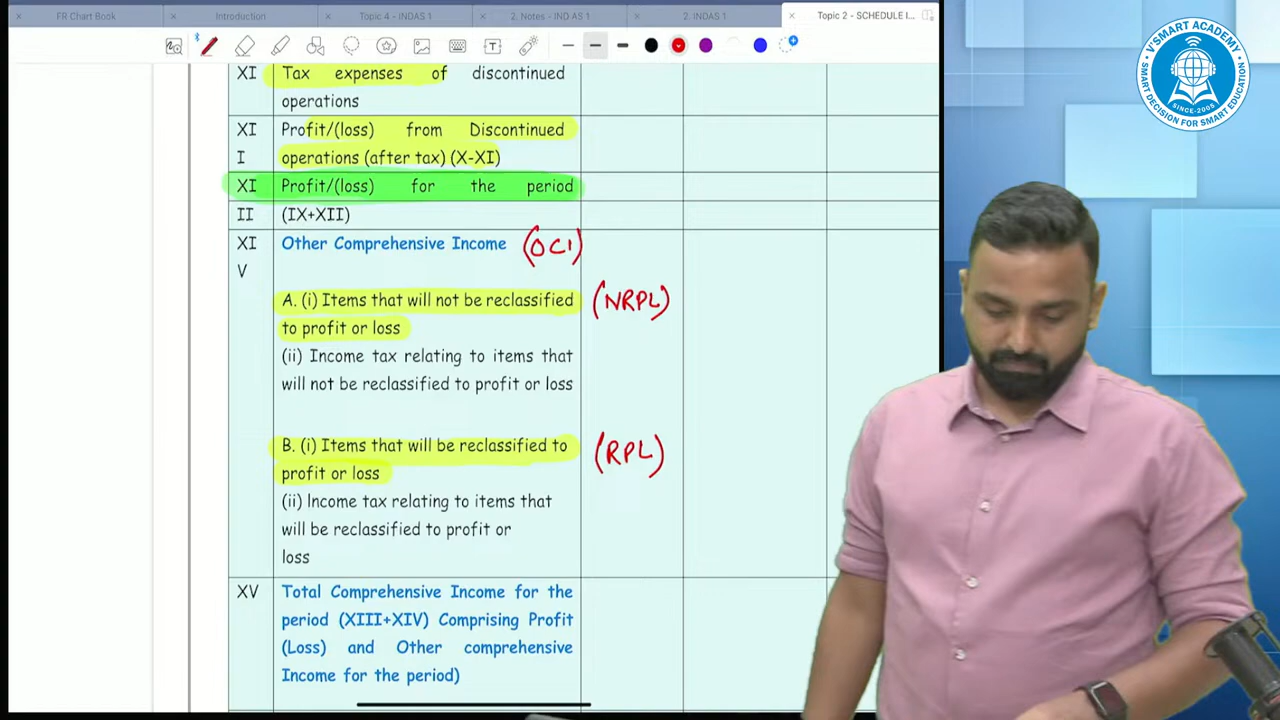 FR Chart Book
Introduction
Topic 4 - INDAS 1
2. Notes - IND AS 1
2. INDAS 1
Topic 2 - SCHEDULE I...
V'SMART ACADEMY
SMART DECISION FOR SMART EDUCATION
SINCE-2005
XI Tax expenses of discontinued
operations
XI Profit/(loss) from Discontinued
I operations (after tax) (X-XI)
XI Profit/(loss) for the period
II (IX+XII)
XI Other Comprehensive Income (OCI)
V
A. (i) Items that will not be reclassified (NRPL)
to profit or loss
(ii) Income tax relating to items that
will not be reclassified to profit or loss
B. (i) Items that will be reclassified to (RPL)
profit or loss
(ii) Income tax relating to items that
will be reclassified to profit or
loss
XV Total Comprehensive Income for the
period (XIII+XIV) Comprising Profit
(Loss) and Other comprehensive
Income for the period)